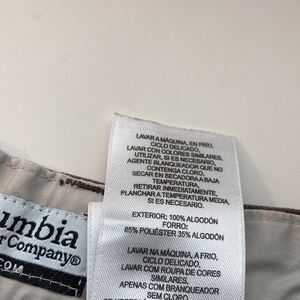 LAVAR A MÁQUINA, EN FRÍO,
CICLO DELICADO,
LAVAR CON COLORES SIMILARES,
UTILIZAR, SI ES NECESARIO,
AGENTE BLANQUEADOR QUE NO
CONTENGA CLORO,
SECAR EN SECADORA A BAJA
TEMPERATURA.
RETIRAR INMEDIATAMENTE.
PLANCHAR A TEMPERATURA MEDIA,
SI ES NECESARIO.
EXTERIOR: 100% ALGODÓN
FORRO:
65% POLIÉSTER 35% ALGODÓN
LAVAR NA MÁQUINA, A FRIO,
CICLO DELICADO,
LAVAR COM ROUPA DE CORES
SIMILARES,
APENAS COM BRANQUEADOR
SEM CLORO
umbia
r Company®
COM